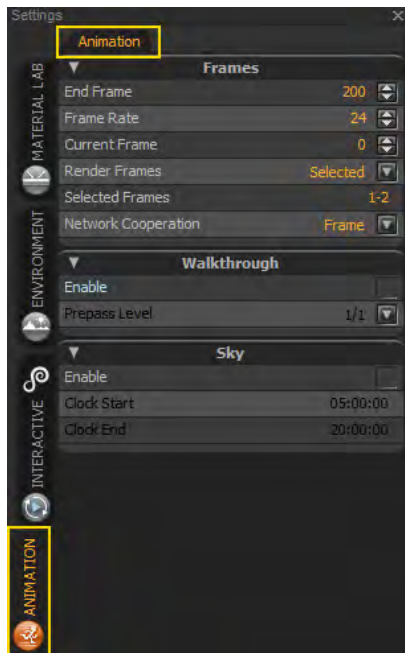 Settings ×
Animation
Frames
End Frame 200
Frame Rate 24
Current Frame 0
Render Frames Selected
Selected Frames 1-2
Network Cooperation Frame
Walkthrough
Enable
Prepass Level 1/1
Sky
Enable
Clock Start 05:00:00
Clock End 20:00:00
MATERIAL LAB
ENVIRONMENT
INTERACTIVE
ANIMATION